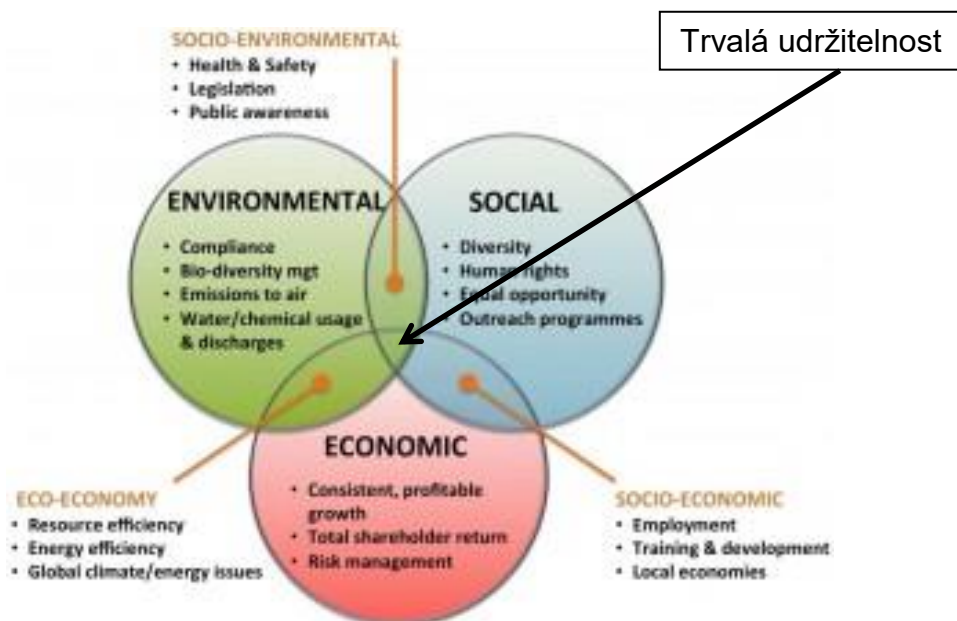 SOCIO-ENVIRONMENTAL
• Health & Safety
• Legislation
• Public awareness
Trvalá udržitelnost
ENVIRONMENTAL
• Compliance
• Bio-diversity mgt
• Emissions to air
• Water/chemical usage
& discharges
SOCIAL
• Diversity
• Human rights
• Equal opportunity
• Outreach programmes
ECONOMIC
• Consistent, profitable
growth
• Total shareholder return
• Risk management
ECO-ECONOMY
• Resource efficiency
• Energy efficiency
• Global climate/energy issues
SOCIO-ECONOMIC
• Employment
• Training & development
• Local economies